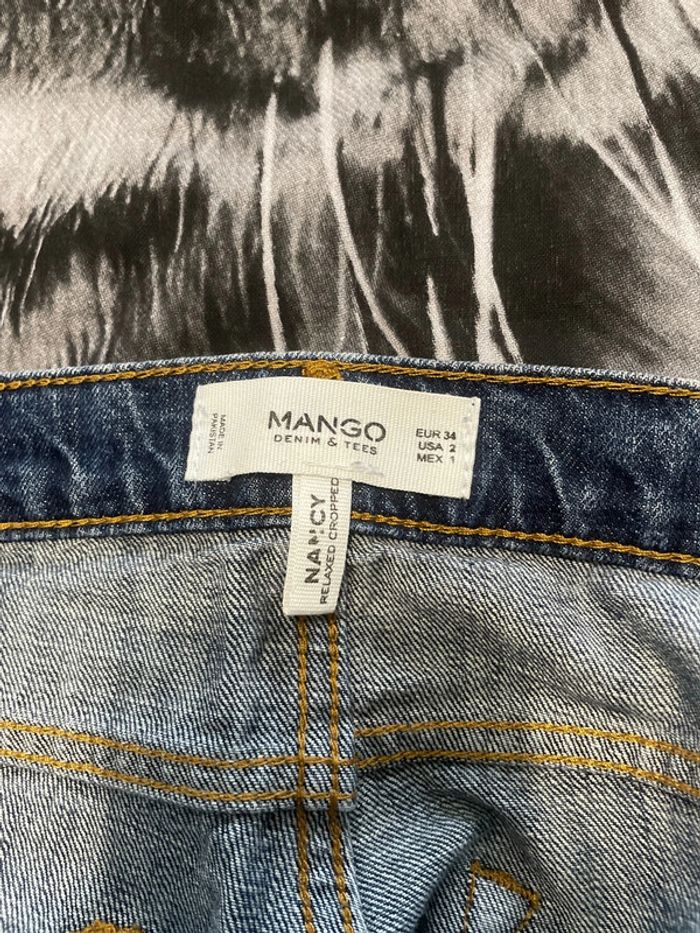 MADE IN
PAKISTAN
MANGO
DENIM & TEES
EUR 34
USA 2
MEX 1
NANCY
RELAXED CROPPED